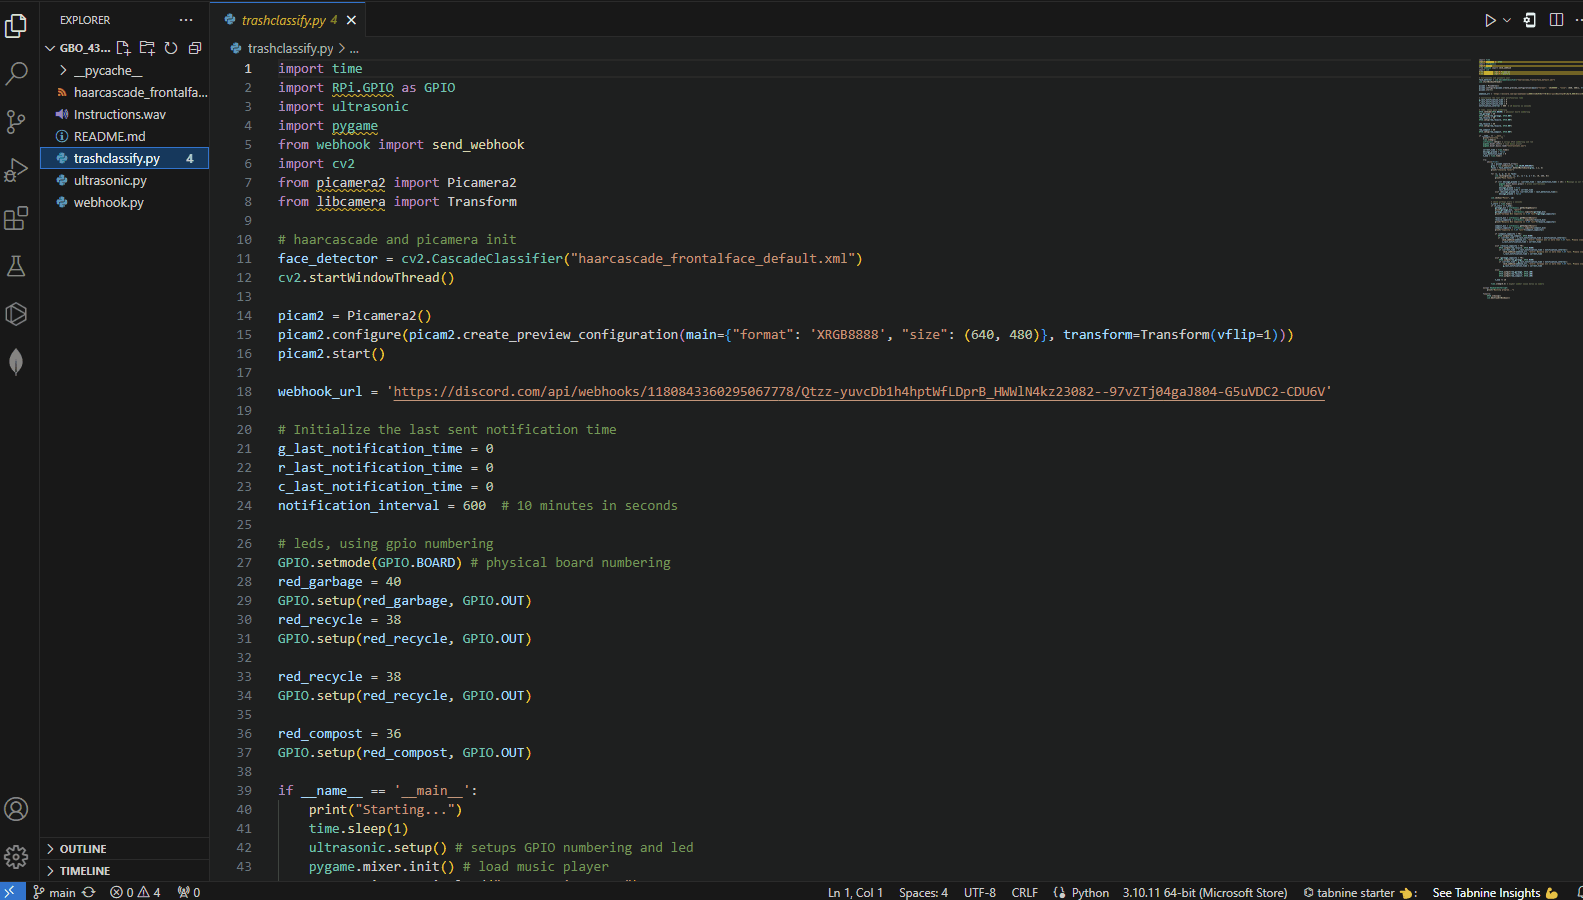 EXPLORER
trashclassify.py 4
GBO_43...
trashclassify.py > ...
__pycache__
haarcascade_frontalfa...
Instructions.wav
README.md
trashclassify.py 4
ultrasonic.py
webhook.py
1 import time
2 import RPi.GPIO as GPIO
3 import ultrasonic
4 import pygame
5 from webhook import send_webhook
6 import cv2
7 from picamera2 import Picamera2
8 from libcamera import Transform
9
10 # haarcascade and picamera init
11 face_detector = cv2.CascadeClassifier("haarcascade_frontalface_default.xml")
12 cv2.startWindowThread()
13
14 picam2 = Picamera2()
15 picam2.configure(picam2.create_preview_configuration(main={"format": 'XRGB8888', "size": (640, 480)}, transform=Transform(vflip=1)))
16 picam2.start()
17
18 webhook_url = 'https://discord.com/api/webhooks/1180843360295067778/Qtzz-yuvcDb1h4hptWfLDprB_HWWlN4kz23082--97vZTj04gaJ804-G5uVDC2-CDU6V'
19
20 # Initialize the last sent notification time
21 g_last_notification_time = 0
22 r_last_notification_time = 0
23 c_last_notification_time = 0
24 notification_interval = 600 # 10 minutes in seconds
25
26 # leds, using gpio numbering
27 GPIO.setmode(GPIO.BOARD) # physical board numbering
28 red_garbage = 40
29 GPIO.setup(red_garbage, GPIO.OUT)
30 red_recycle = 38
31 GPIO.setup(red_recycle, GPIO.OUT)
32
33 red_recycle = 38
34 GPIO.setup(red_recycle, GPIO.OUT)
35
36 red_compost = 36
37 GPIO.setup(red_compost, GPIO.OUT)
38
39 if __name__ == '__main__':
40 print("Starting...")
41 time.sleep(1)
42 ultrasonic.setup() # setups GPIO numbering and led
43 pygame.mixer.init() # load music player
OUTLINE
TIMELINE
main 0 4 0 Ln 1, Col 1 Spaces: 4 UTF-8 CRLF Python 3.10.11 64-bit (Microsoft Store) tabnine starter See Tabnine Insights